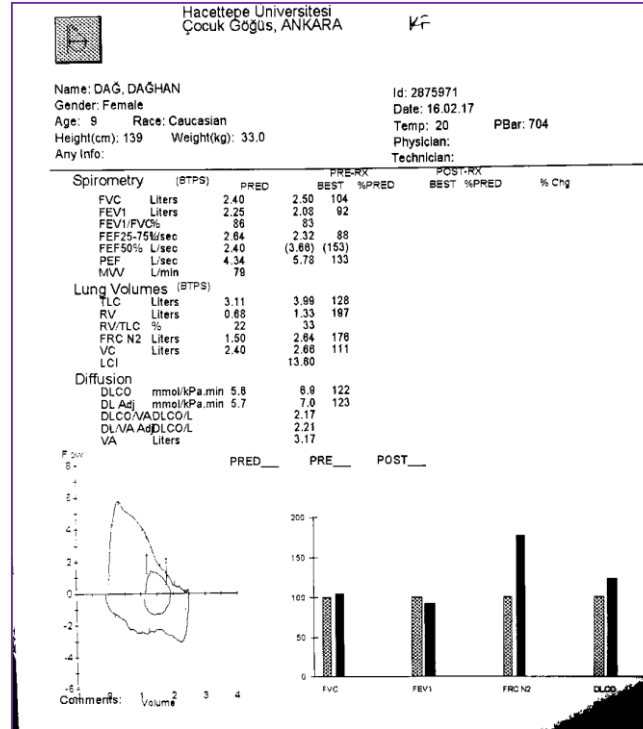 Hacettepe Üniversitesi
Çocuk Göğüs, ANKARA
KF
Name: DAĞ, DAĞHAN
Id: 2875971
Gender: Female
Date: 16.02.17
Age: 9 Race: Caucasian
Temp: 20 PBar: 704
Height(cm): 139 Weight(kg): 33.0
Physician:
Any Info:
Technician:
PRE-RX POST-RX
Spirometry (BTPS) PRED BEST %PRED BEST %PRED % Chg
FVC Liters 2.40 2.50 104
FEV1 Liters 2.25 2.08 92
FEV1/FVC% 86 83
FEF25-75%L/sec 2.64 2.32 88
FEF50% L/sec 2.40 (3.66) (153)
PEF L/sec 4.34 5.78 133
MVV L/min 79
Lung Volumes (BTPS)
TLC Liters 3.11 3.99 128
RV Liters 0.68 1.33 197
RV/TLC % 22 33
FRC N2 Liters 1.50 2.64 176
VC Liters 2.40 2.66 111
LCI 13.60
Diffusion
DLCO mmol/kPa.min 5.6 6.9 122
DL Adj mmol/kPa.min 5.7 7.0 123
DLCO/VA DLCO/L 2.17
DL/VA Adj DLCO/L 2.21
VA Liters 3.17
PRED___ PRE___ POST___
Flow
8
6
4
2
0
-2
-4
-6
1 2 3 4
Volume
200
150
100
50
0
FVC FEV1 FRC N2 DLCO
Comments: